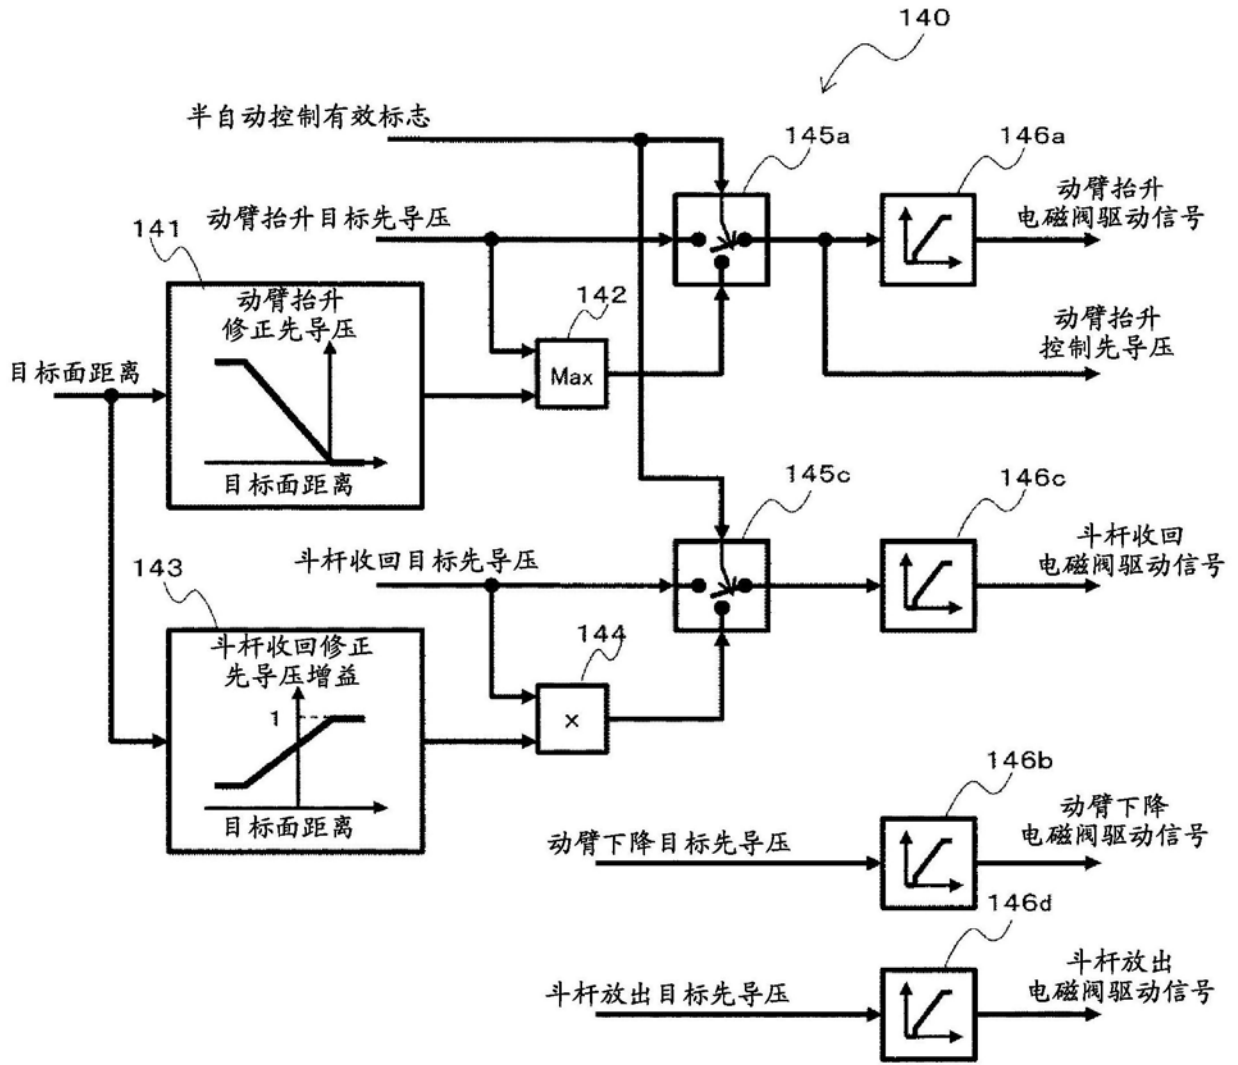 140
半自动控制有效标志
145a
146a
动臂抬升
电磁阀驱动信号
动臂抬升目标先导压
141
动臂抬升
修正先导压
142
Max
动臂抬升
控制先导压
目标面距离
目标面距离
145c
146c
斗杆收回
电磁阀驱动信号
斗杆收回目标先导压
143
斗杆收回修正
先导压增益
1
144
×
目标面距离
146b
动臂下降
电磁阀驱动信号
动臂下降目标先导压
146d
斗杆放出
电磁阀驱动信号
斗杆放出目标先导压